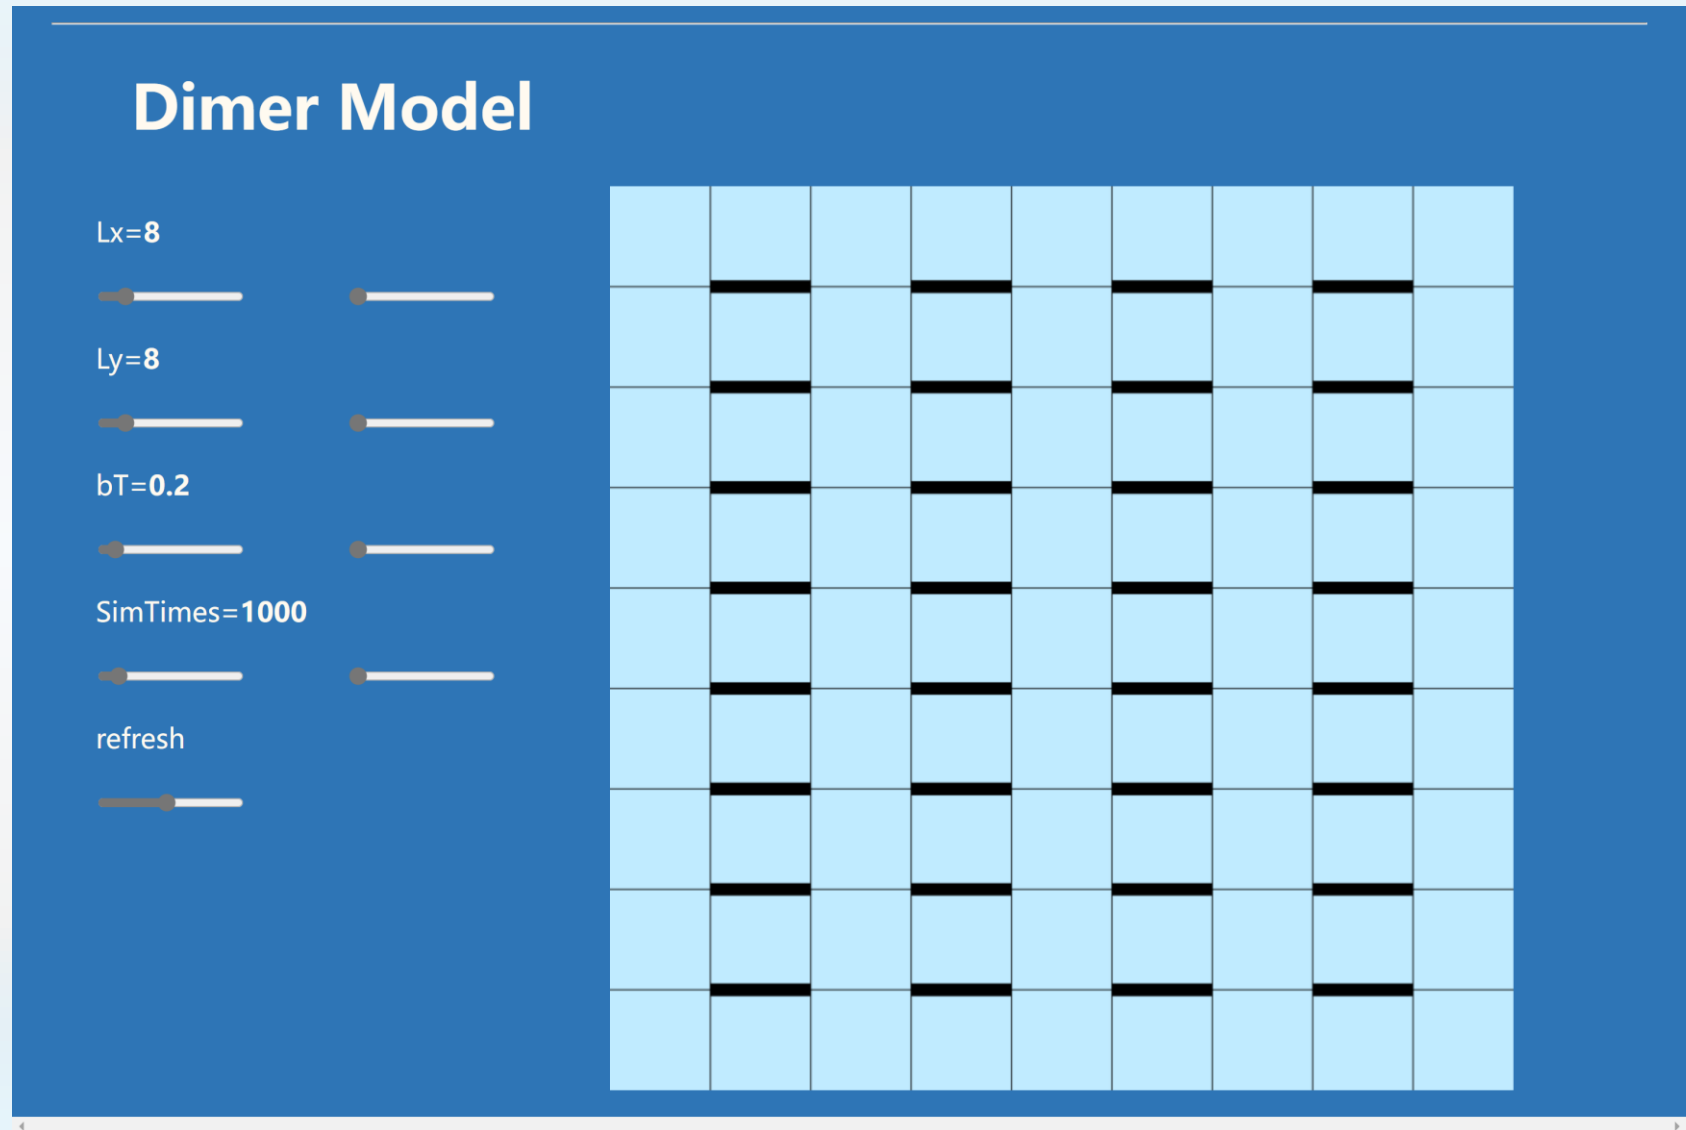 Dimer Model
Lx=8
Ly=8
bT=0.2
SimTimes=1000
refresh